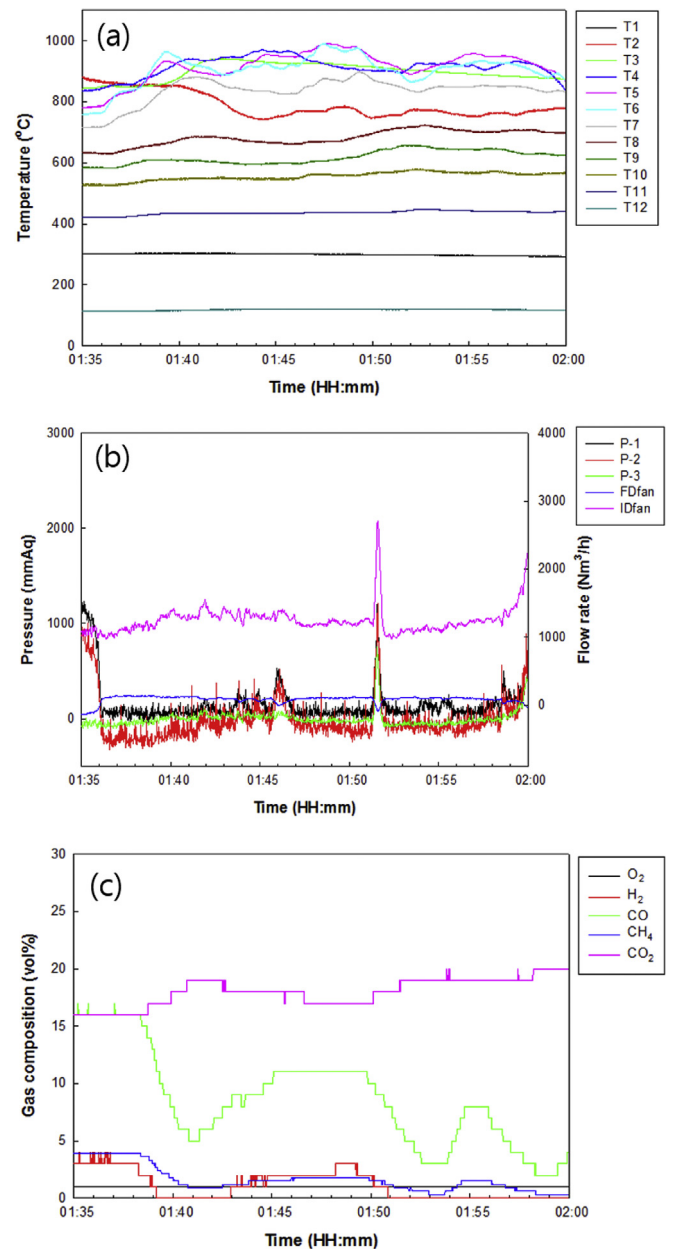 (a)
1000
800
600
400
200
0
Temperature (°C)
01:35 01:40 01:45 01:50 01:55 02:00
Time (HH:mm)
T1
T2
T3
T4
T5
T6
T7
T8
T9
T10
T11
T12
(b)
3000
2000
1000
0
Pressure (mmAq)
4000
3000
2000
1000
0
Flow rate (Nm³/h)
01:35 01:40 01:45 01:50 01:55 02:00
Time (HH:mm)
P-1
P-2
P-3
FDfan
IDfan
(c)
30
25
20
15
10
5
0
Gas composition (vol%)
01:35 01:40 01:45 01:50 01:55 02:00
Time (HH:mm)
O₂
H₂
CO
CH₄
CO₂